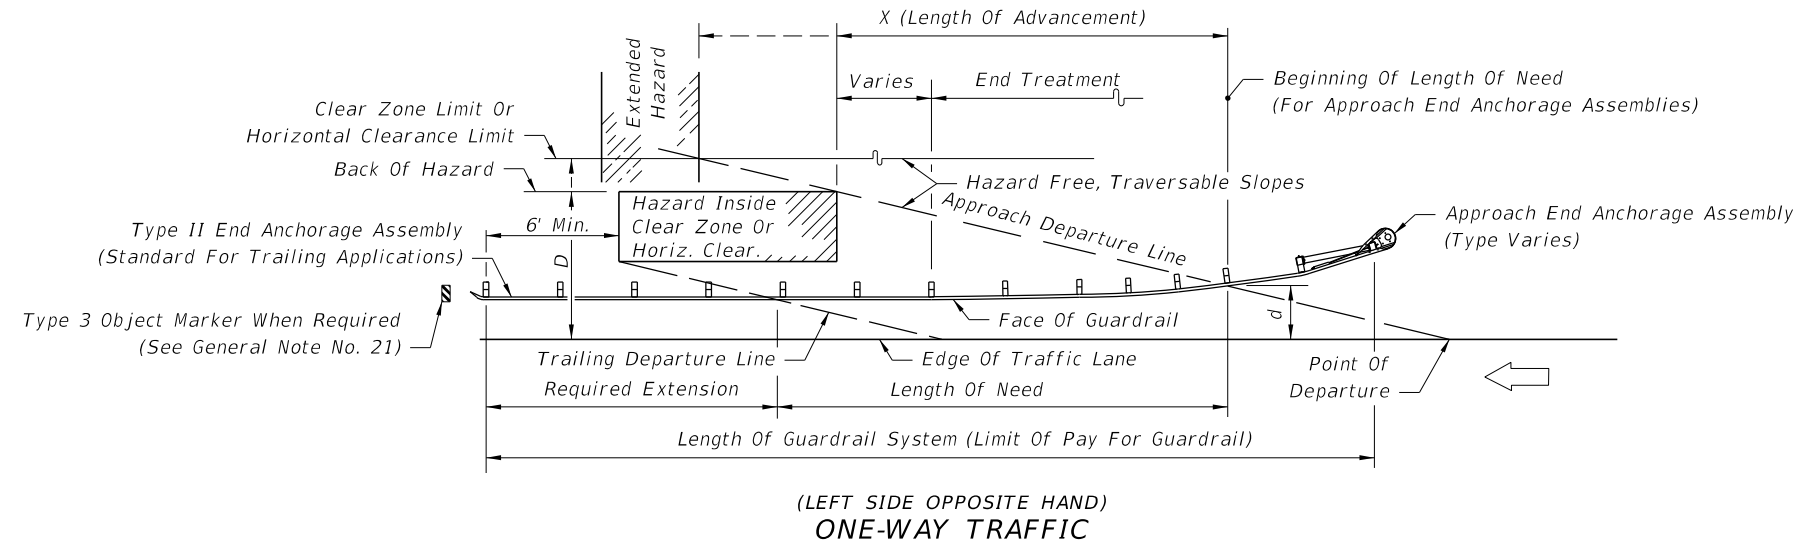 X (Length Of Advancement)
Extended
Hazard
Varies
End Treatment
Beginning Of Length Of Need
(For Approach End Anchorage Assemblies)
Clear Zone Limit Or
Horizontal Clearance Limit
Back Of Hazard
Hazard Free, Traversable Slopes
Hazard Inside
Clear Zone Or
Horiz. Clear.
Approach Departure Line
Approach End Anchorage Assembly
(Type Varies)
6' Min.
Type II End Anchorage Assembly
(Standard For Trailing Applications)
D
d
Type 3 Object Marker When Required
(See General Note No. 21)
Face Of Guardrail
Trailing Departure Line
Edge Of Traffic Lane
Point Of
Departure
Required Extension
Length Of Need
Length Of Guardrail System (Limit Of Pay For Guardrail)
(LEFT SIDE OPPOSITE HAND)
ONE-WAY TRAFFIC